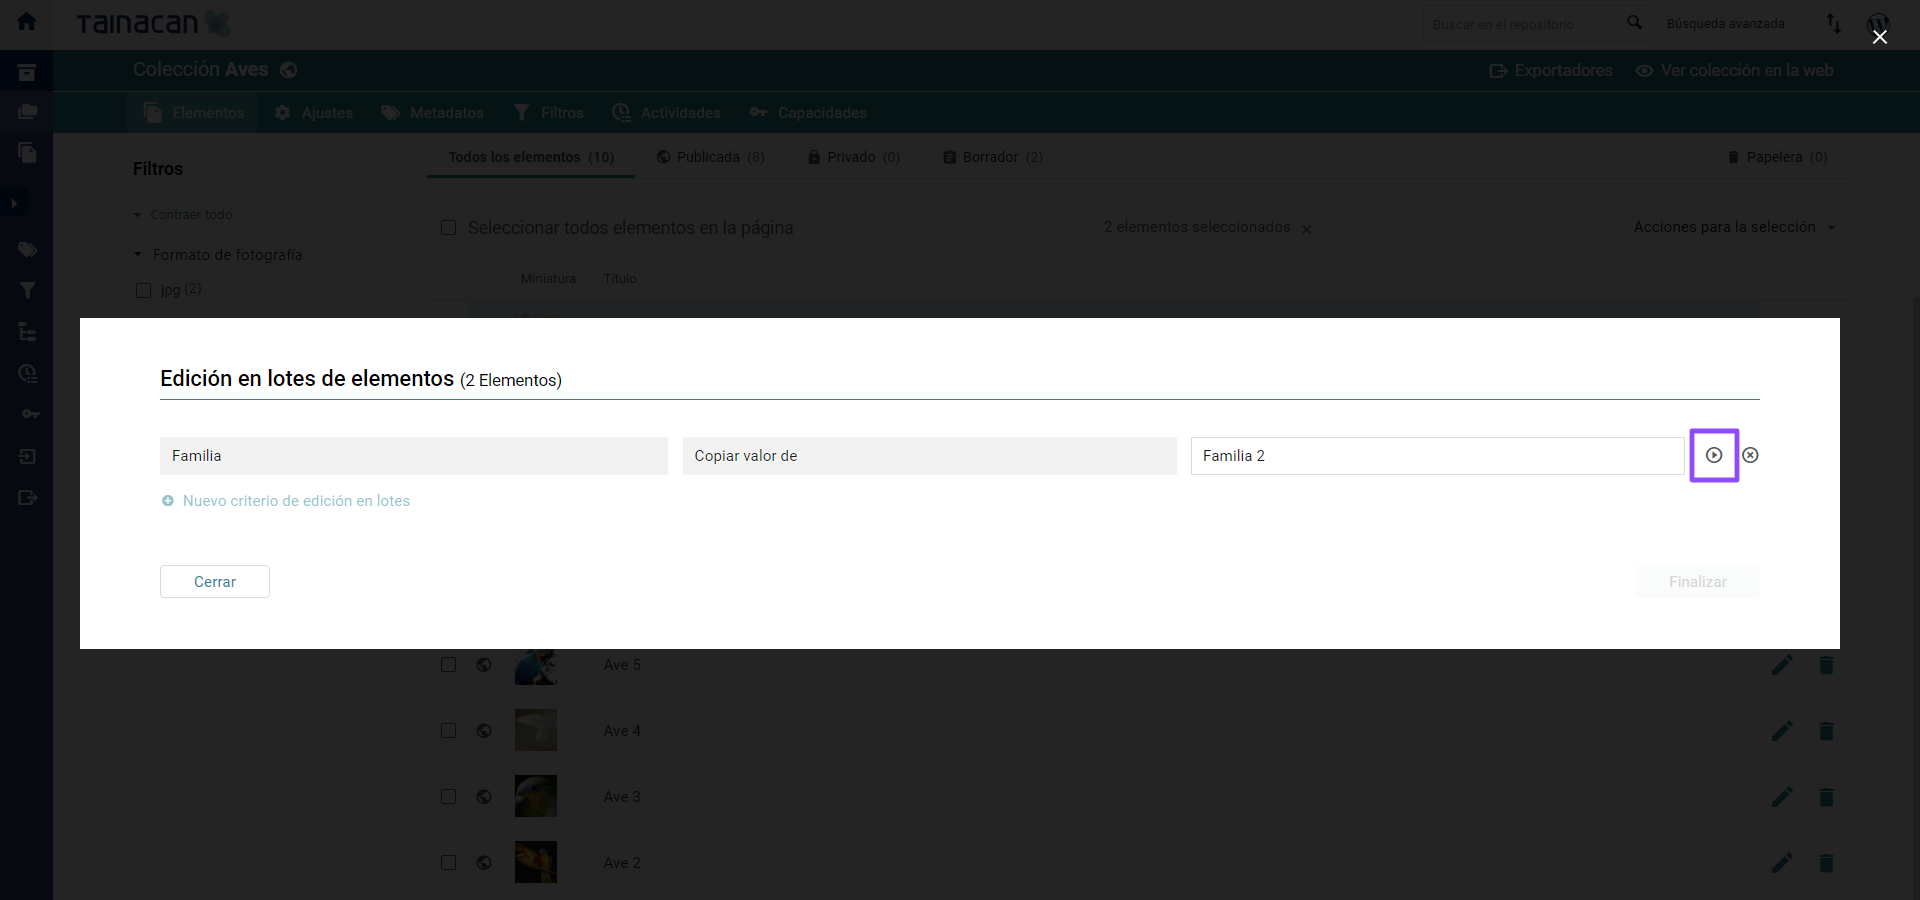 TAINACAN
Buscar en el repositorio
Búsqueda avanzada
Colección Aves
Exportadores
Ver colección en la web
Elementos
Ajustes
Metadatos
Filtros
Actividades
Capacidades
Filtros
Todos los elementos (10)
Publicada (8)
Privado (0)
Borrador (2)
Papelera (0)
Contraer todo
Seleccionar todos elementos en la página
2 elementos seleccionados
Acciones para la selección
Formato de fotografía
jpg (2)
Miniatura
Título
Edición en lotes de elementos (2 Elementos)
Familia
Copiar valor de
Familia 2
Nuevo criterio de edición en lotes
Cerrar
Finalizar
Ave 5
Ave 4
Ave 3
Ave 2